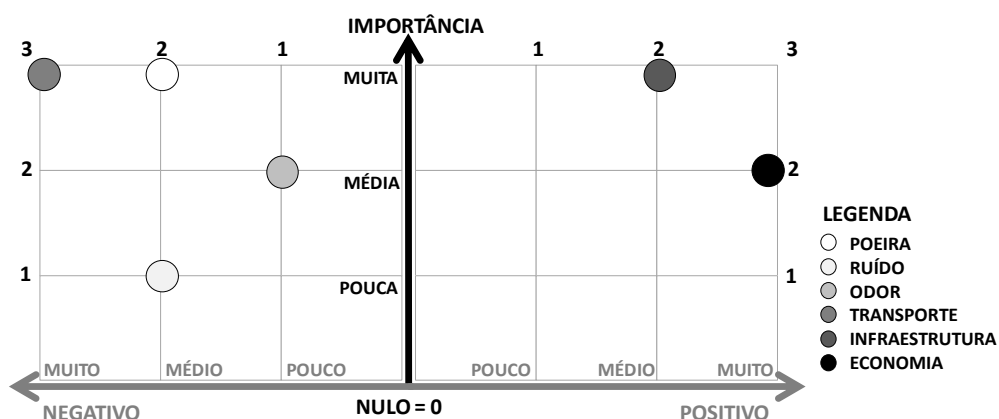 IMPORTÂNCIA
3 2 1 1 2 3
MUITA
2 MÉDIA 2
LEGENDA
POEIRA
RUÍDO
1 POUCA 1
ODOR
TRANSPORTE
INFRAESTRUTURA
ECONOMIA
MUITO MÉDIO POUCO POUCO MÉDIO MUITO
NEGATIVO NULO = 0 POSITIVO